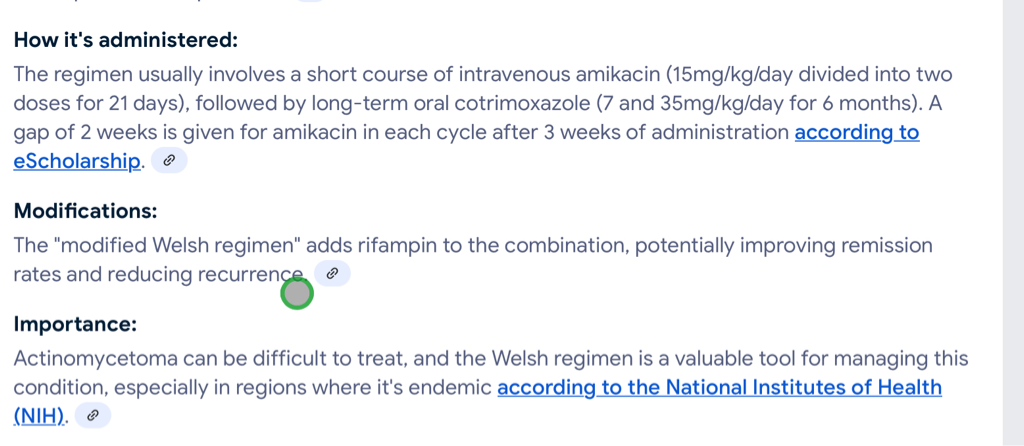 How it's administered:
The regimen usually involves a short course of intravenous amikacin (15mg/kg/day divided into two
doses for 21 days), followed by long-term oral cotrimoxazole (7 and 35mg/kg/day for 6 months). A
gap of 2 weeks is given for amikacin in each cycle after 3 weeks of administration according to
eScholarship.
Modifications:
The "modified Welsh regimen" adds rifampin to the combination, potentially improving remission
rates and reducing recurrence.
Importance:
Actinomycetoma can be difficult to treat, and the Welsh regimen is a valuable tool for managing this
condition, especially in regions where it's endemic according to the National Institutes of Health
(NIH).